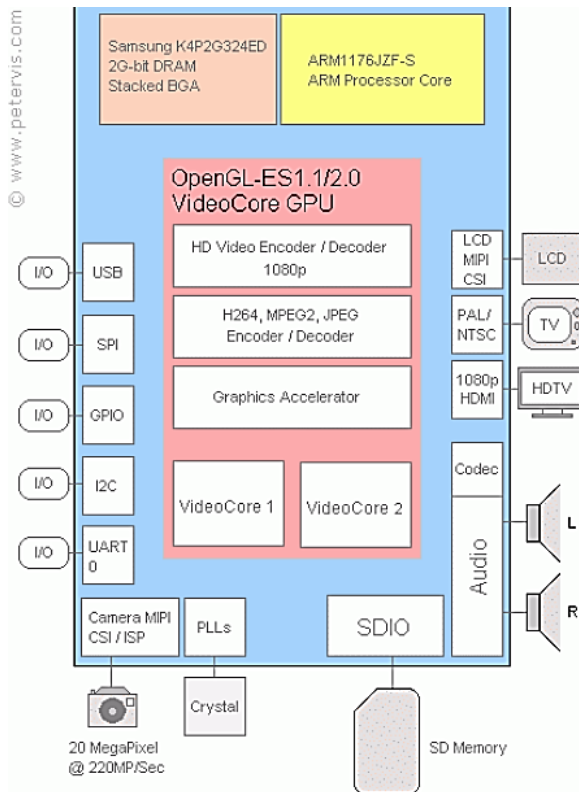 © www.petervis.com
Samsung K4P2G324ED
2G-bit DRAM
Stacked BGA
ARM1176JZF-S
ARM Processor Core
OpenGL-ES1.1/2.0
VideoCore GPU
HD Video Encoder / Decoder
1080p
H264, MPEG2, JPEG
Encoder / Decoder
Graphics Accelerator
VideoCore 1
VideoCore 2
I/O
USB
I/O
SPI
I/O
GPIO
I/O
I2C
I/O
UART
0
LCD
MIPI
CSI
LCD
PAL/
NTSC
TV
1080p
HDMI
HDTV
Codec
Audio
L
R
Camera MIPI
CSI / ISP
PLLs
SDIO
Crystal
20 MegaPixel
@ 220MP/Sec
SD Memory